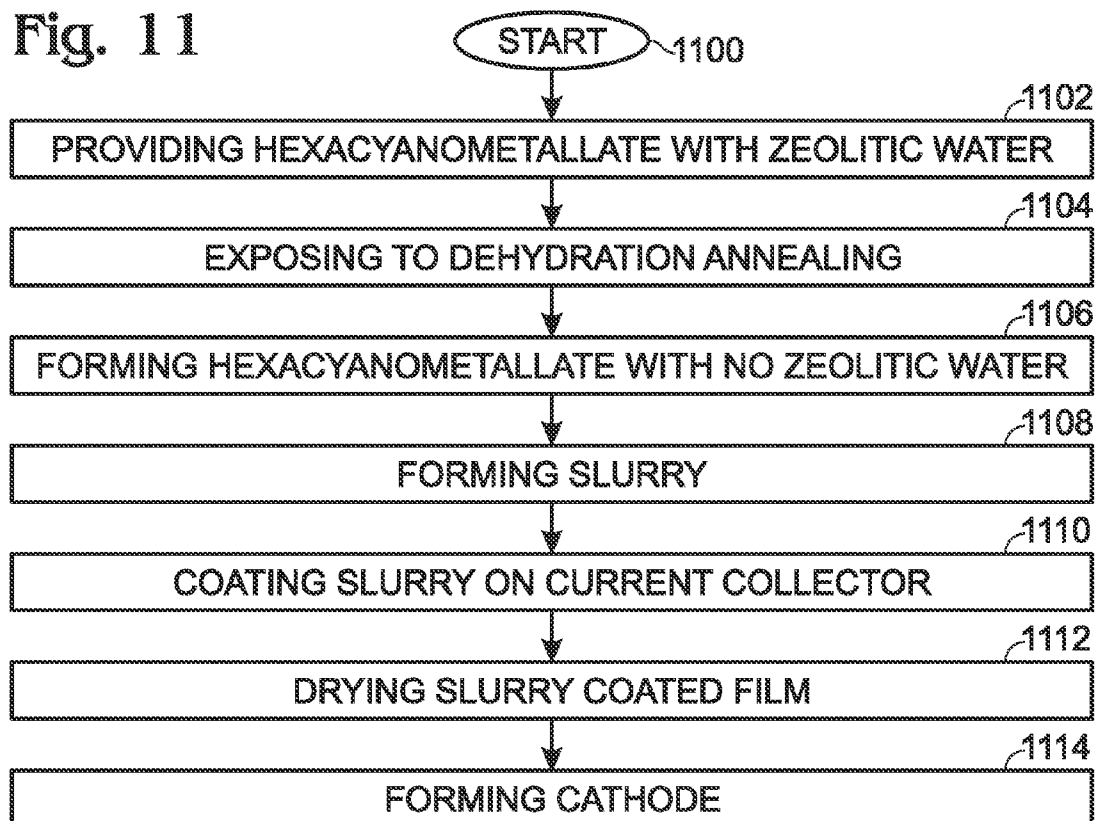 Fig. 11
START 1100
1102
PROVIDING HEXACYANOMETALLATE WITH ZEOLITIC WATER
1104
EXPOSING TO DEHYDRATION ANNEALING
1106
FORMING HEXACYANOMETALLATE WITH NO ZEOLITIC WATER
1108
FORMING SLURRY
1110
COATING SLURRY ON CURRENT COLLECTOR
1112
DRYING SLURRY COATED FILM
1114
FORMING CATHODE